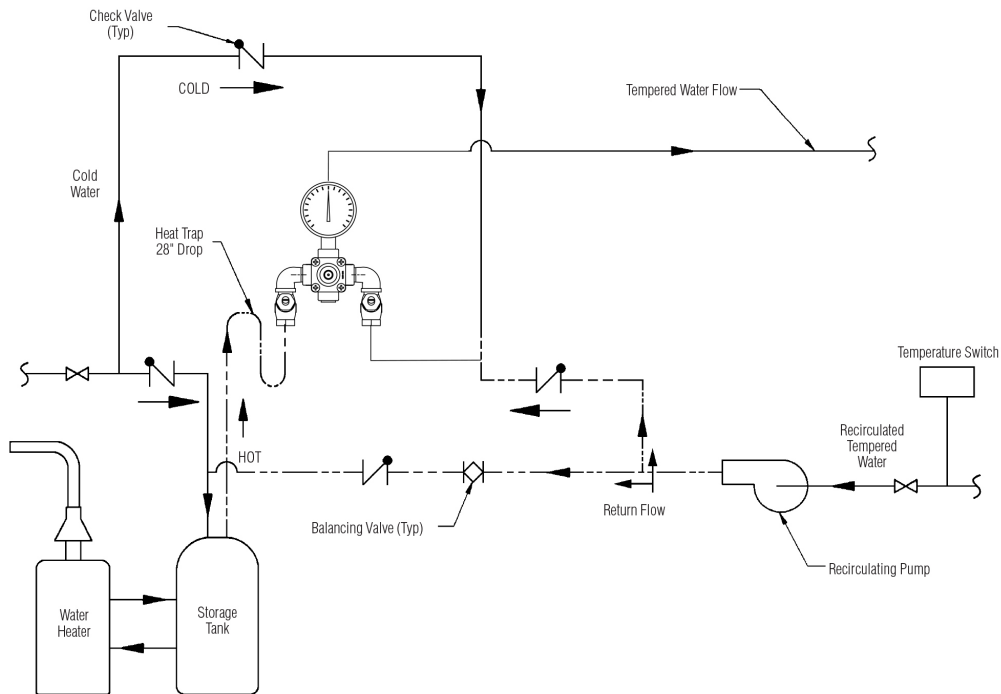 Check Valve
(Typ)
COLD
Tempered Water Flow
Cold
Water
Heat Trap
28" Drop
Temperature Switch
Recirculated
Tempered
Water
HOT
Return Flow
Balancing Valve (Typ)
Recirculating Pump
Water
Heater
Storage
Tank